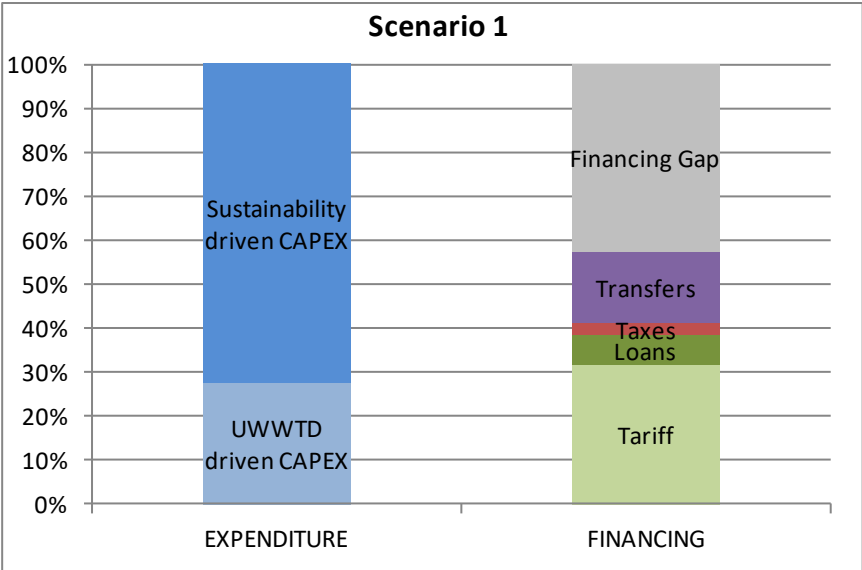 Scenario 1
100%
90%
80%
70%
60%
50%
40%
30%
20%
10%
0%
Sustainability
driven CAPEX
UWWTD
driven CAPEX
Financing Gap
Transfers
Taxes
Loans
Tariff
EXPENDITURE
FINANCING